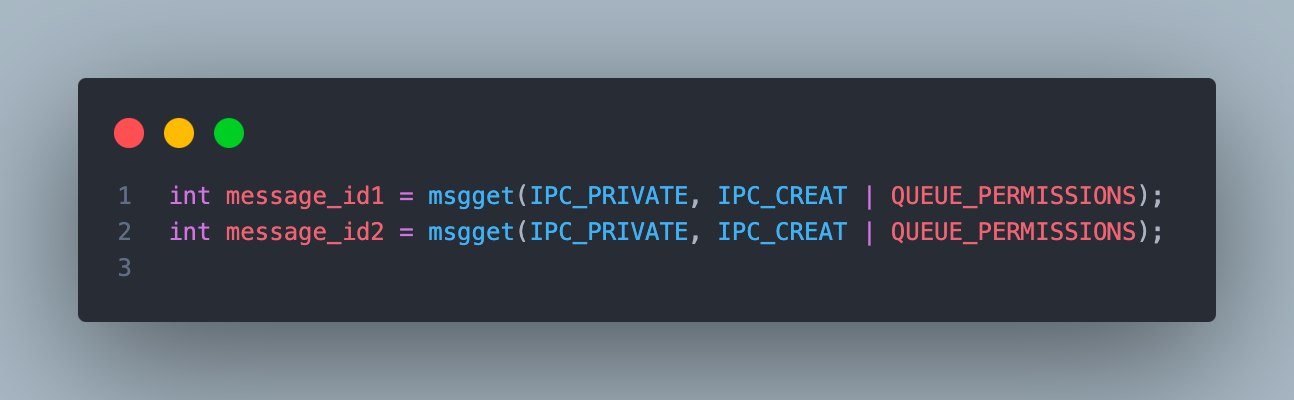 1 int message_id1 = msgget(IPC_PRIVATE, IPC_CREAT | QUEUE_PERMISSIONS);
2 int message_id2 = msgget(IPC_PRIVATE, IPC_CREAT | QUEUE_PERMISSIONS);
3